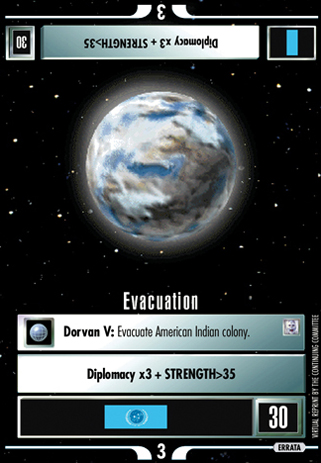 3
30
Diplomacy x3 + STRENGTH>35
Evacuation
Dorvan V: Evacuate American Indian colony.
Diplomacy x3 + STRENGTH>35
30
3
ERRATA
VIRTUAL REPRINT BY THE CONTINUING COMMITTEE